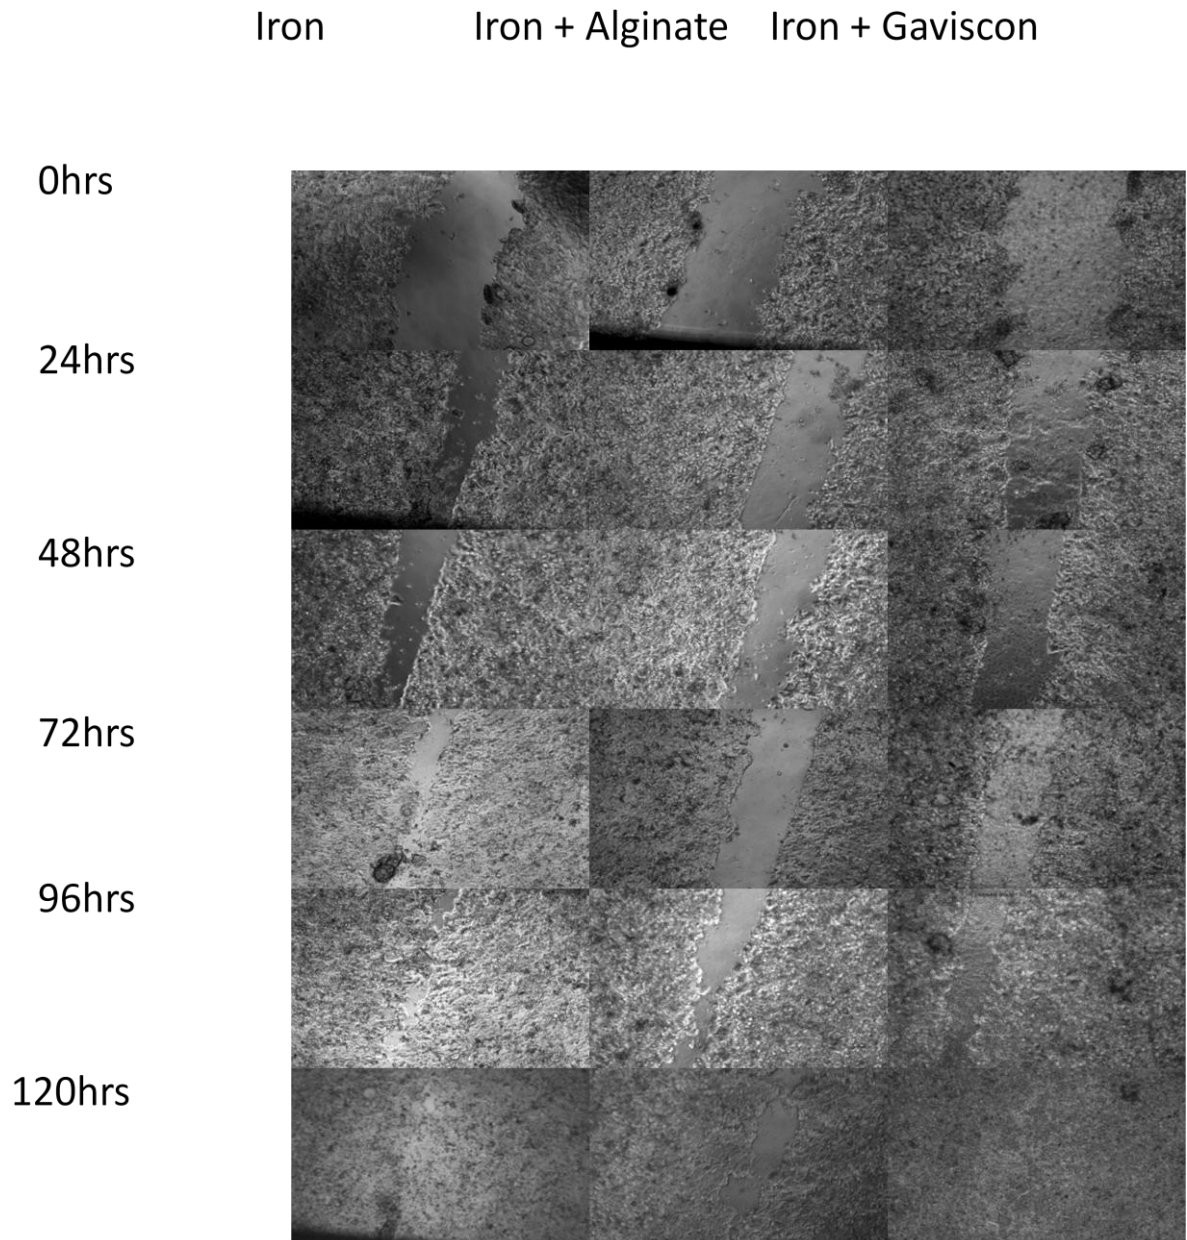 Iron Iron + Alginate Iron + Gaviscon
0hrs
24hrs
48hrs
72hrs
96hrs
120hrs